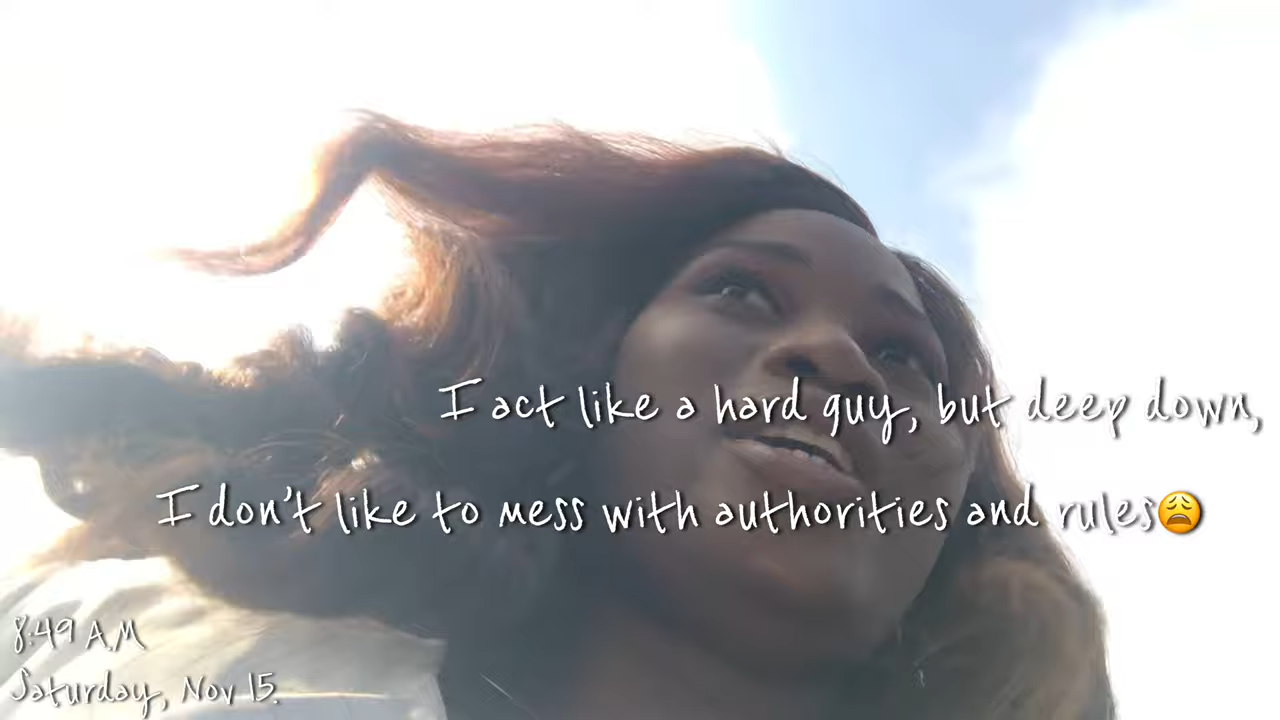 I act like a hard guy, but deep down,
I don't like to mess with authorities and rules😩
8:49 AM
Saturday, Nov 15.